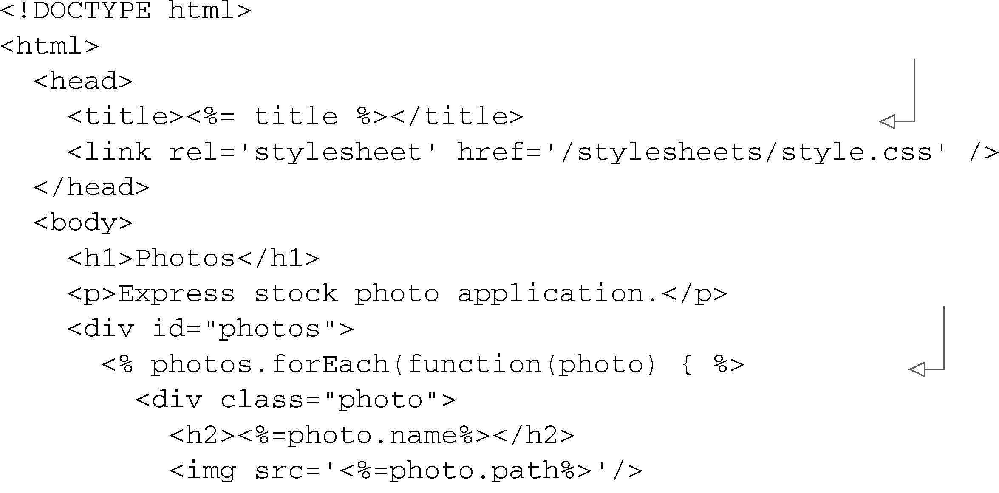 <!DOCTYPE html>
<html>
  <head>
    <title><%= title %></title>
    <link rel='stylesheet' href='/stylesheets/style.css' />
  </head>
  <body>
    <h1>Photos</h1>
    <p>Express stock photo application.</p>
    <div id="photos">
      <% photos.forEach(function(photo) { %>
        <div class="photo">
          <h2><%=photo.name%></h2>
          <img src='<%=photo.path%>'/>